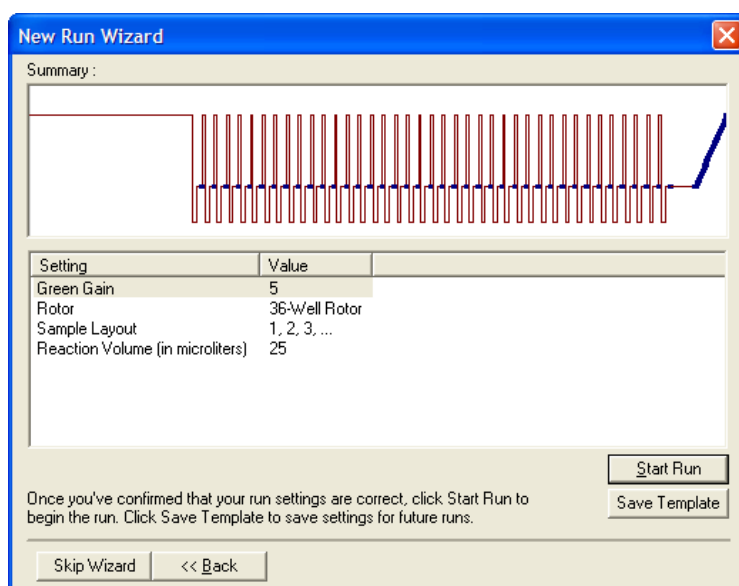 New Run Wizard
Summary :
Setting Value
Green Gain 5
Rotor 36-Well Rotor
Sample Layout 1, 2, 3, ...
Reaction Volume (in microliters) 25
Start Run
Once you've confirmed that your run settings are correct, click Start Run to
begin the run. Click Save Template to save settings for future runs.
Save Template
Skip Wizard << Back